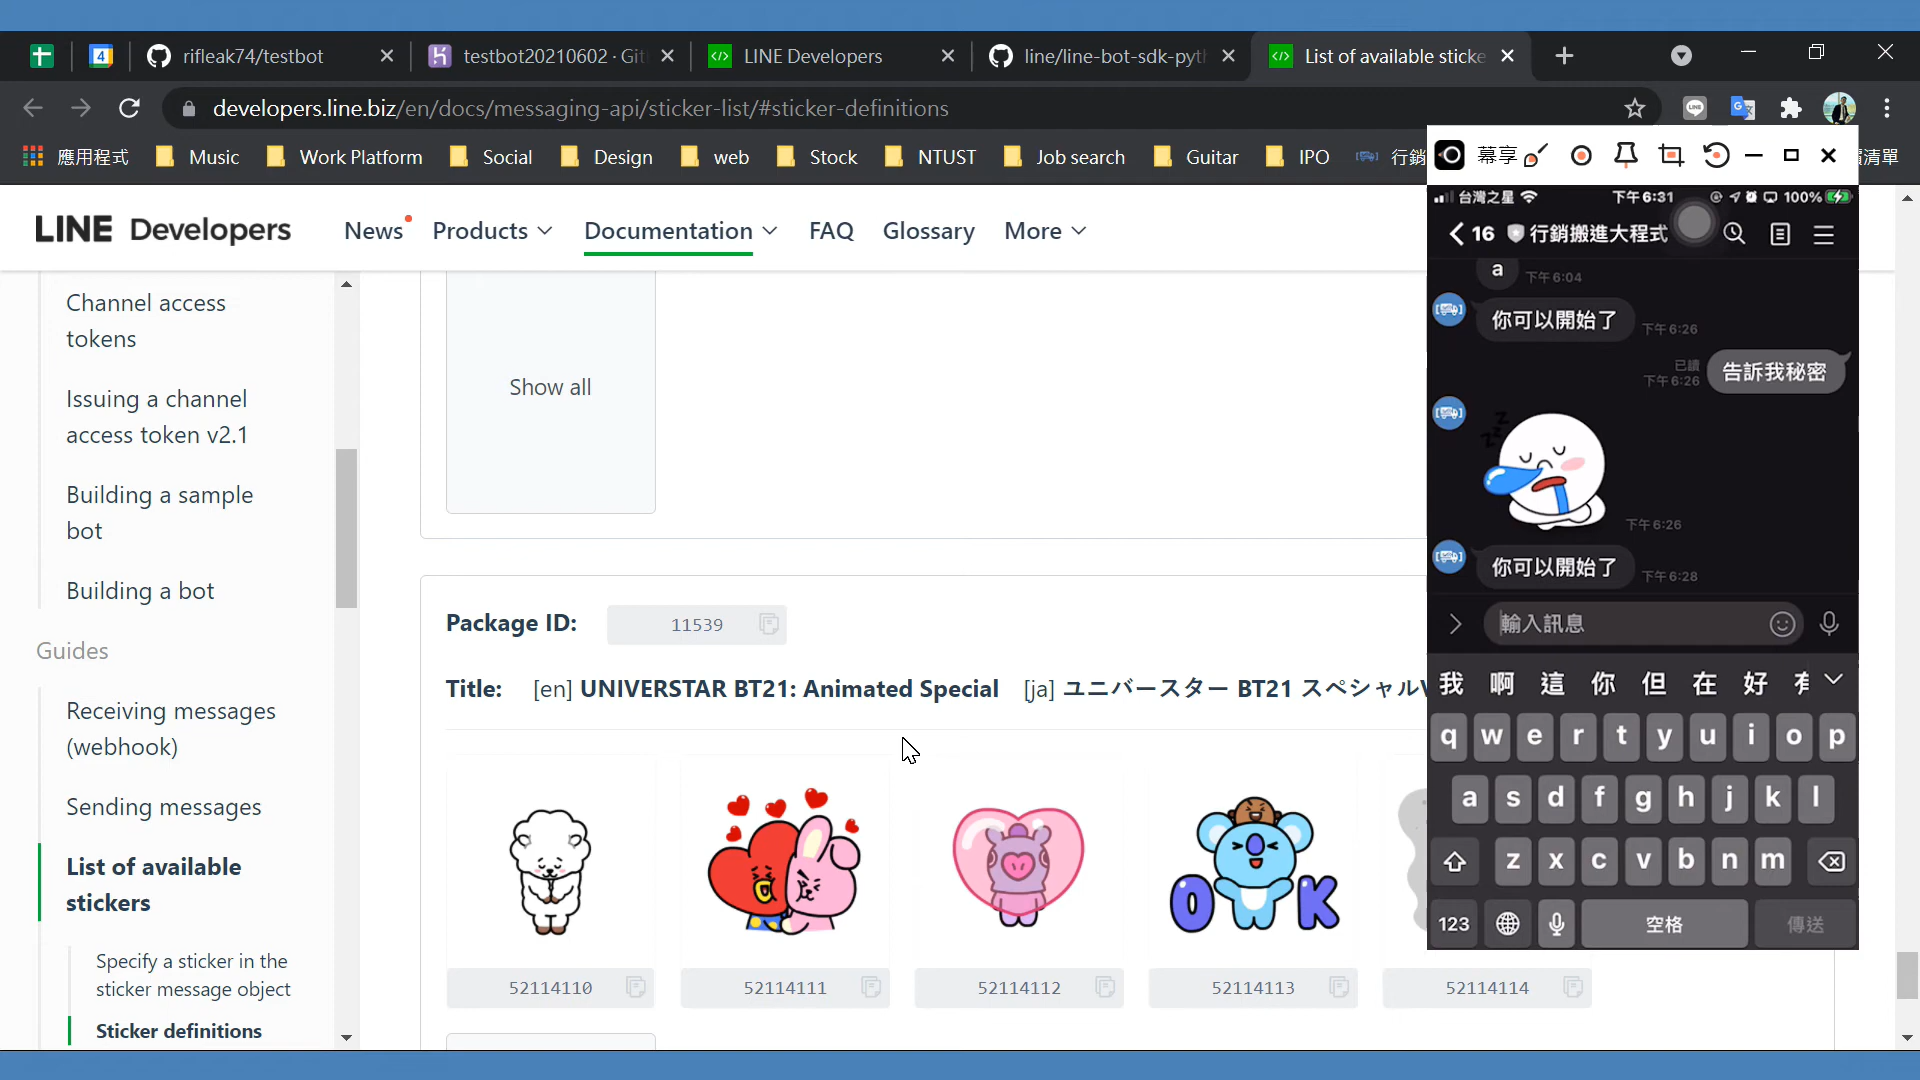 rifleak74/testbot
testbot20210602 · Git
LINE Developers
line/line-bot-sdk-pyth
List of available sticke
developers.line.biz/en/docs/messaging-api/sticker-list/#sticker-definitions
應用程式
Music
Work Platform
Social
Design
web
Stock
NTUST
Job search
Guitar
IPO
行銷
清單
LINE Developers
News
Products
Documentation
FAQ
Glossary
More
Channel access
tokens
Issuing a channel
access token v2.1
Building a sample
bot
Building a bot
Guides
Receiving messages
(webhook)
Sending messages
List of available
stickers
Specify a sticker in the
sticker message object
Sticker definitions
Show all
Package ID: 11539
Title: [en] UNIVERSTAR BT21: Animated Special [ja] ユニバースター BT21 スペシャルV
OK
52114110
52114111
52114112
52114113
52114114
幕享
台灣之星 下午6:31 100%
16 行銷搬進大程式
a 下午 6:04
你可以開始了 下午 6:26
已讀
下午 6:26 告訴我秘密
zzz
下午 6:26
你可以開始了 下午 6:28
輸入訊息
我 啊 這 你 但 在 好
q w e r t y u i o p
a s d f g h j k l
z x c v b n m
123 空格 傳送